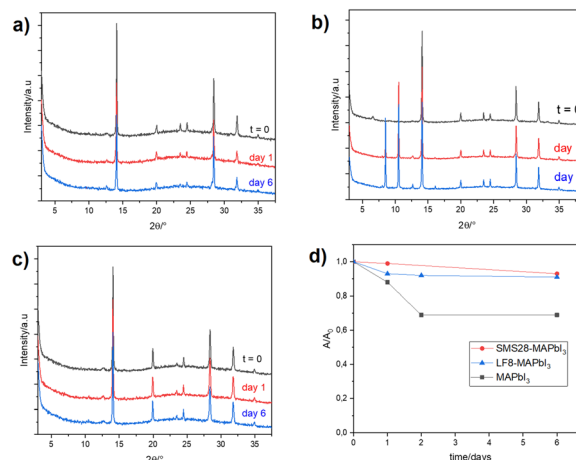 a)
Intensity/a.u
t = 0
day 1
day 6
5 10 15 20 25 30 35
2θ/°
b)
Intensity/a.u
t = 0
day
day
5 10 15 20 25 30 35
2θ/°
c)
Intensity/a.u
t = 0
day 1
day 6
5 10 15 20 25 30 35
2θ/°
d)
A/A₀
1,0
0,8
0,6
0,4
0,2
0,0
SMS28-MAPbI₃
LF8-MAPbI₃
MAPbI₃
0 1 2 3 4 5 6
time/days